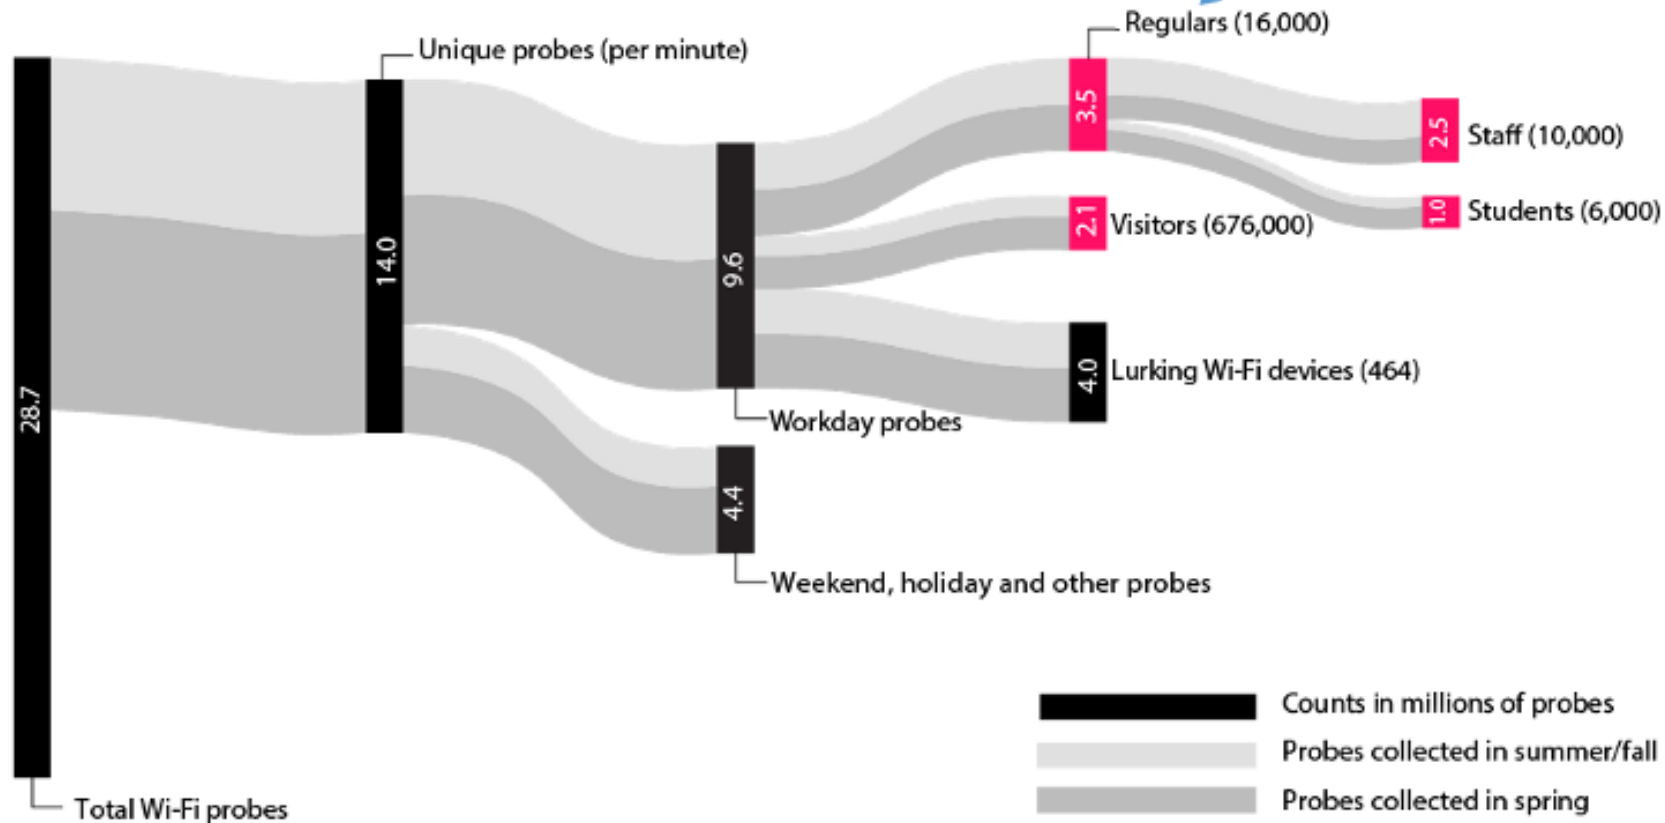 Regulars (16,000)
Unique probes (per minute)
3.5
2.5
Staff (10,000)
1.0
Students (6,000)
2.1
Visitors (676,000)
14.0
9.6
28.7
4.0
Lurking Wi-Fi devices (464)
Workday probes
4.4
Weekend, holiday and other probes
Counts in millions of probes
Probes collected in summer/fall
Probes collected in spring
Total Wi-Fi probes